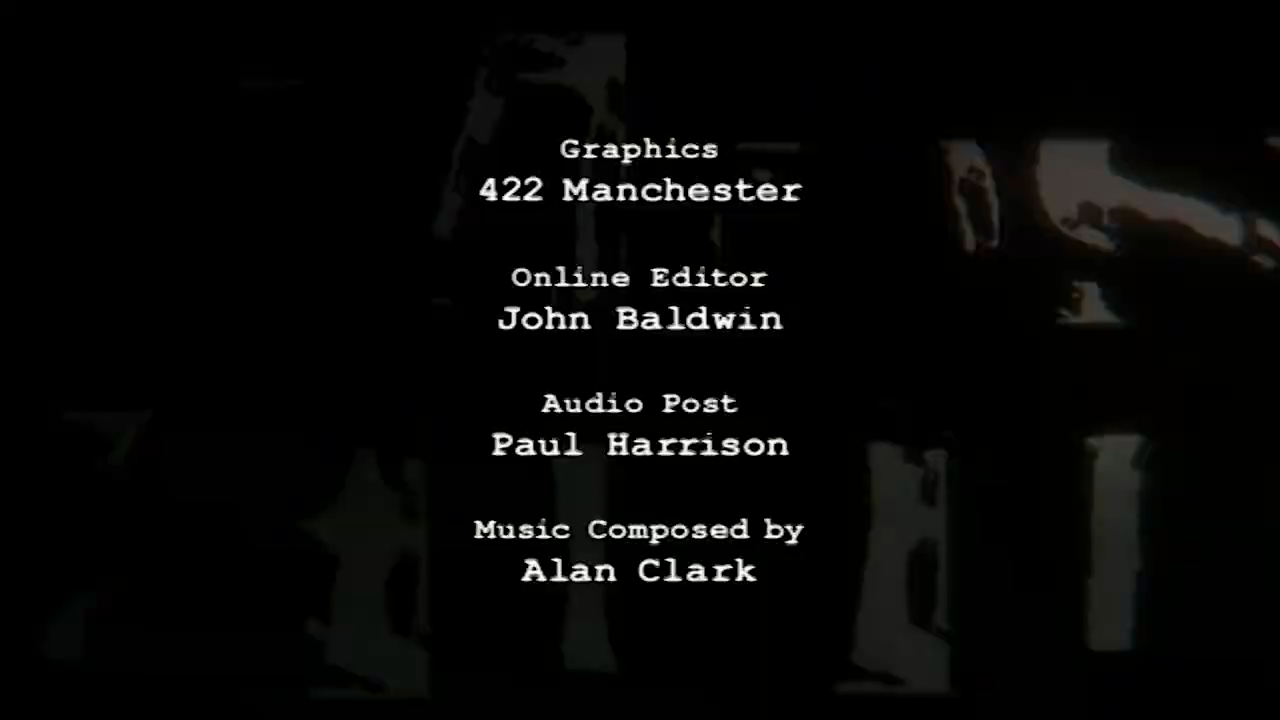 Graphics
422 Manchester
Online Editor
John Baldwin
Audio Post
Paul Harrison
Music Composed by
Alan Clark